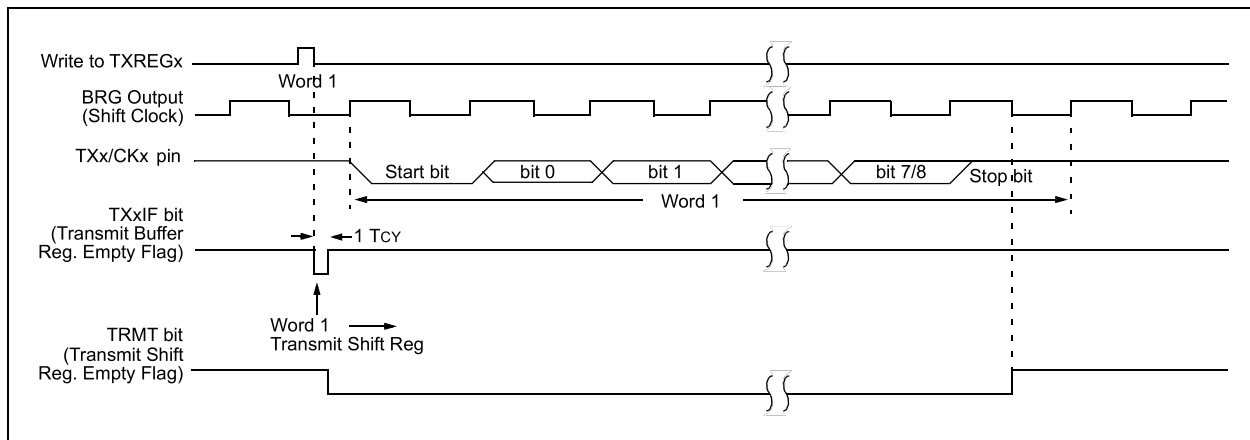 Write to TXREGx
Word 1
BRG Output
(Shift Clock)
TXx/CKx pin
Start bit
bit 0
bit 1
bit 7/8
Stop bit
Word 1
TXxIF bit
(Transmit Buffer
Reg. Empty Flag)
1 TCY
Word 1
Transmit Shift Reg
TRMT bit
(Transmit Shift
Reg. Empty Flag)